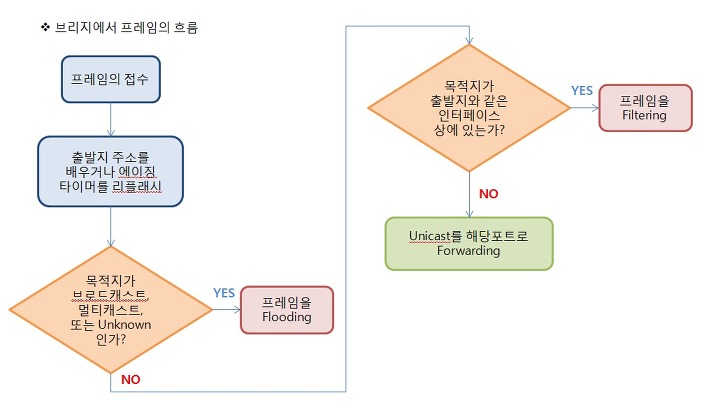 ❖ 브리지에서 프레임의 흐름
프레임의 접수
출발지 주소를
배우거나 에이징
타이머를 리플래시
목적지가
브로드캐스트,
멀티캐스트,
또는 Unknown
인가?
YES
프레임을
Flooding
NO
목적지가
출발지와 같은
인터페이스
상에 있는가?
YES
프레임을
Filtering
NO
Unicast를 해당포트로
Forwarding